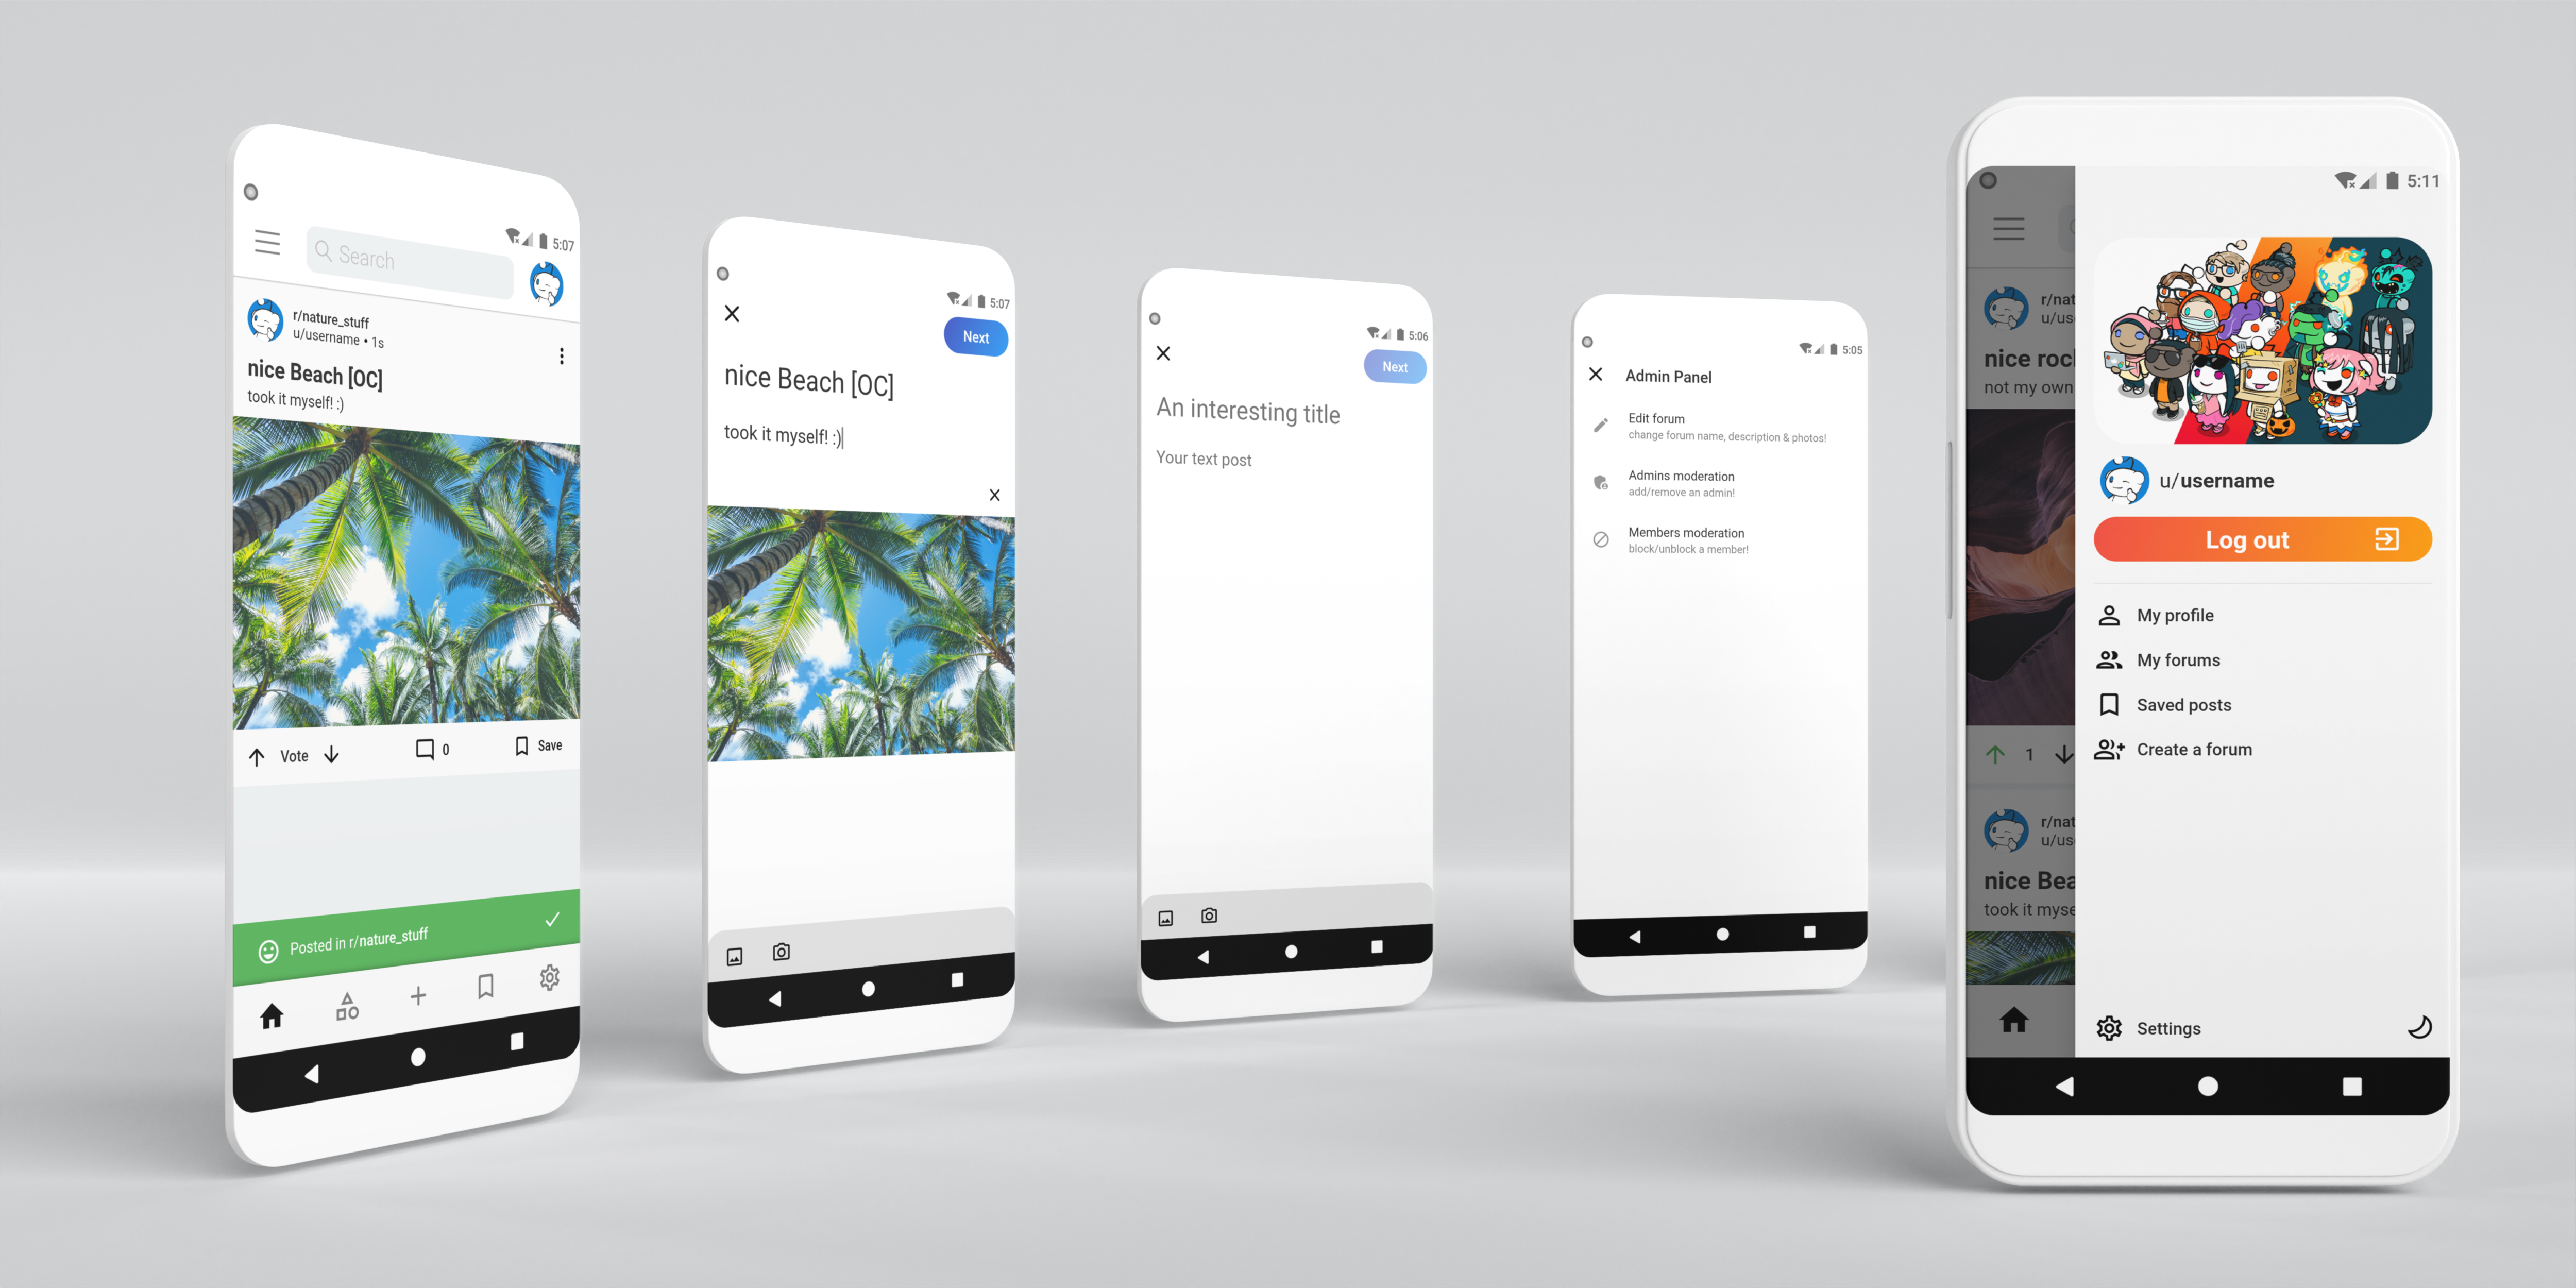 5:07
Search
r/nature_stuff
u/username • 1s
nice Beach [OC]
took it myself! :)
Vote
0
Save
Posted in r/nature_stuff
5:07
Next
nice Beach [OC]
took it myself! :)
5:06
Next
An interesting title
Your text post
5:05
Admin Panel
Edit forum
change forum name, description & photos!
Admins moderation
add/remove an admin!
Members moderation
block/unblock a member!
r/nat
u/us
nice roc
not my own
1
r/nat
u/us
nice Bea
took it myse
5:11
u/username
Log out
My profile
My forums
Saved posts
Create a forum
Settings